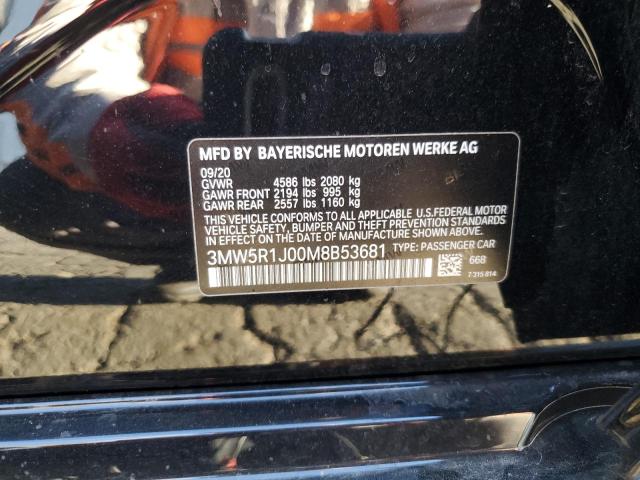 MFD BY BAYERISCHE MOTOREN WERKE AG
09/20
GVWR 4586 lbs 2080 kg
GAWR FRONT 2194 lbs 995 kg
GAWR REAR 2557 lbs 1160 kg
THIS VEHICLE CONFORMS TO ALL APPLICABLE U.S. FEDERAL MOTOR
VEHICLE SAFETY, BUMPER AND THEFT PREVENTION STANDARDS
IN EFFECT ON THE DATE OF MANUFACTURE SHOWN ABOVE.
3MW5R1J00M8B53681 TYPE: PASSENGER CAR
668
7 315 814